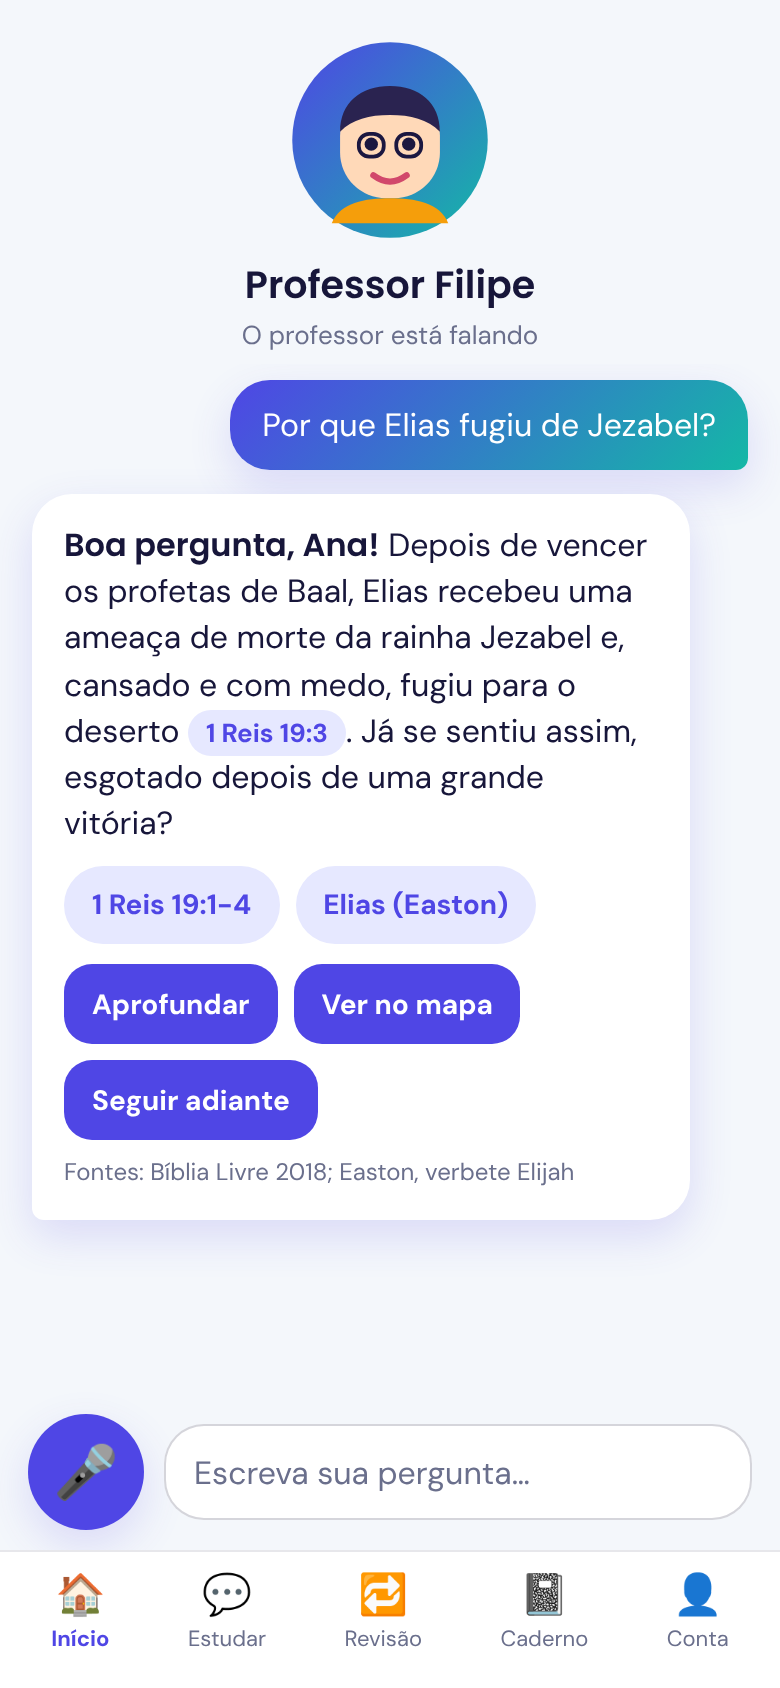 Professor Filipe
O professor está falando
Por que Elias fugiu de Jezabel?
Boa pergunta, Ana! Depois de vencer
os profetas de Baal, Elias recebeu uma
ameaça de morte da rainha Jezabel e,
cansado e com medo, fugiu para o
deserto 1 Reis 19:3. Já se sentiu assim,
esgotado depois de uma grande
vitória?
1 Reis 19:1-4 Elias (Easton)
Aprofundar Ver no mapa
Seguir adiante
Fontes: Bíblia Livre 2018; Easton, verbete Elijah
Escreva sua pergunta...
Início Estudar Revisão Caderno Conta